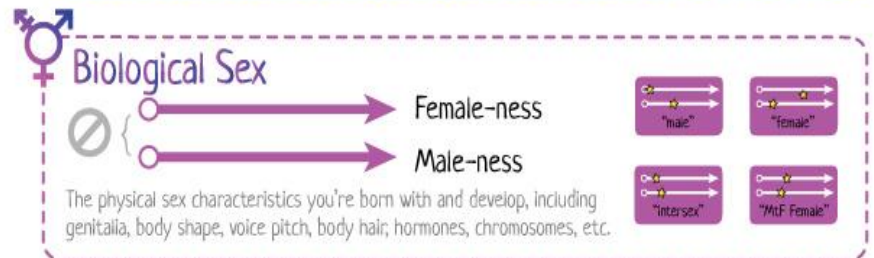 Biological Sex
Female-ness
Male-ness
The physical sex characteristics you're born with and develop, including
genitalia, body shape, voice pitch, body hair, hormones, chromosomes, etc.
"male"
"female"
"intersex"
"MtF Female"